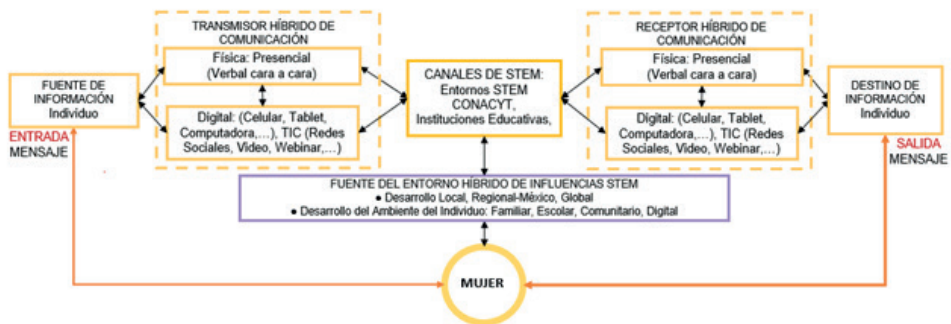 TRANSMISOR HÍBRIDO DE
COMUNICACIÓN
Física: Presencial
(Verbal cara a cara)
Digital: (Celular, Tablet,
Computadora,...), TIC (Redes
Sociales, Video, Webinar,...)
FUENTE DE
INFORMACIÓN
Individuo
ENTRADA
MENSAJE
CANALES DE STEM:
Entornos STEM
CONACYT,
Instituciones Educativas,
RECEPTOR HÍBRIDO DE
COMUNICACIÓN
Física: Presencial
(Verbal cara a cara)
Digital: (Celular, Tablet,
Computadora,...), TIC (Redes
Sociales, Video, Webinar,...)
DESTINO DE
INFORMACIÓN
Individuo
SALIDA
MENSAJE
FUENTE DEL ENTORNO HÍBRIDO DE INFLUENCIAS STEM
● Desarrollo Local, Regional-México, Global
● Desarrollo del Ambiente del Individuo: Familiar, Escolar, Comunitario, Digital
MUJER